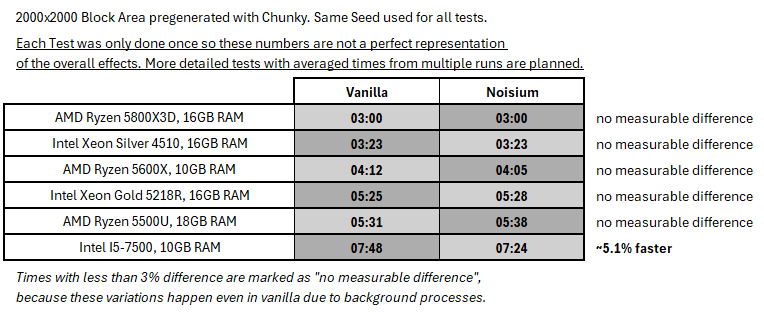 2000x2000 Block Area pregenerated with Chunky. Same Seed used for all tests.
Each Test was only done once so these numbers are not a perfect representation
of the overall effects. More detailed tests with averaged times from multiple runs are planned.
Vanilla Noisium
AMD Ryzen 5800X3D, 16GB RAM 03:00 03:00 no measurable difference
Intel Xeon Silver 4510, 16GB RAM 03:23 03:23 no measurable difference
AMD Ryzen 5600X, 10GB RAM 04:12 04:05 no measurable difference
Intel Xeon Gold 5218R, 16GB RAM 05:25 05:28 no measurable difference
AMD Ryzen 5500U, 18GB RAM 05:31 05:38 no measurable difference
Intel I5-7500, 10GB RAM 07:48 07:24 ~5.1% faster
Times with less than 3% difference are marked as "no measurable difference",
because these variations happen even in vanilla due to background processes.